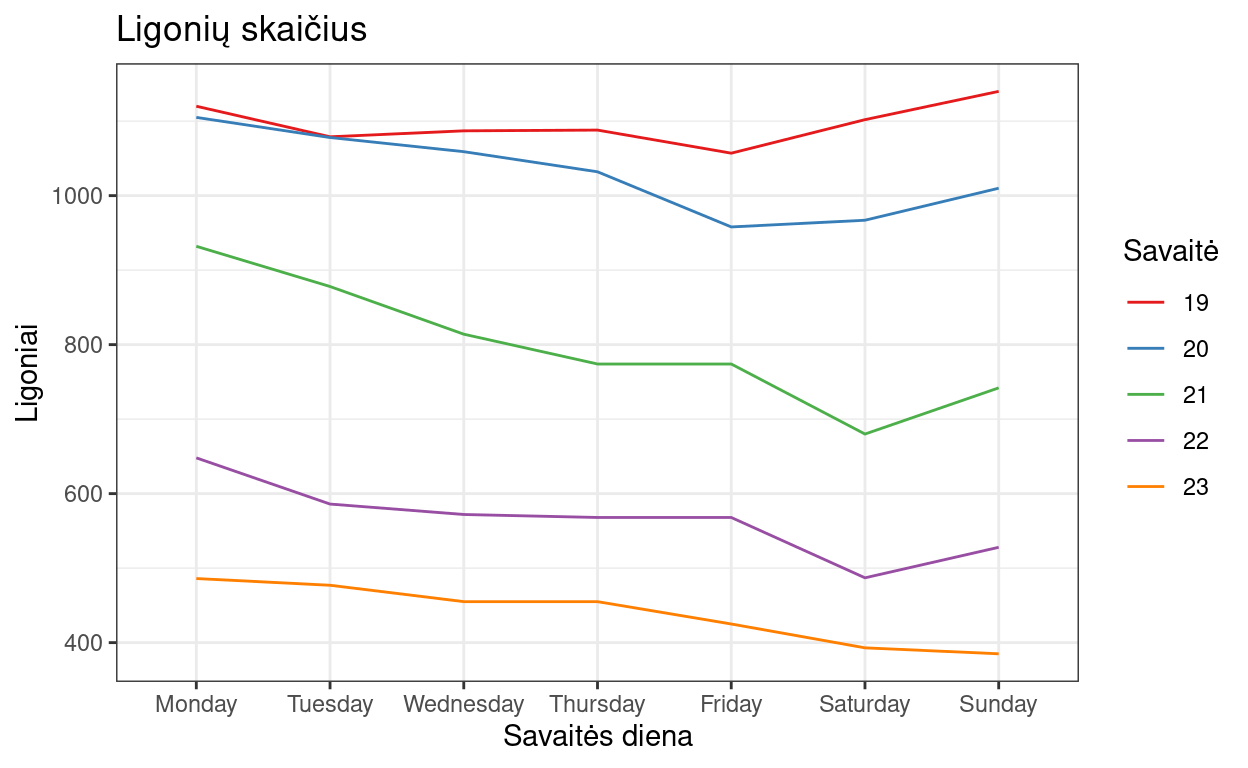 Ligonių skaičius
Ligoniai
1000
800
600
400
Monday Tuesday Wednesday Thursday Friday Saturday Sunday
Savaitės diena
Savaitė
19
20
21
22
23